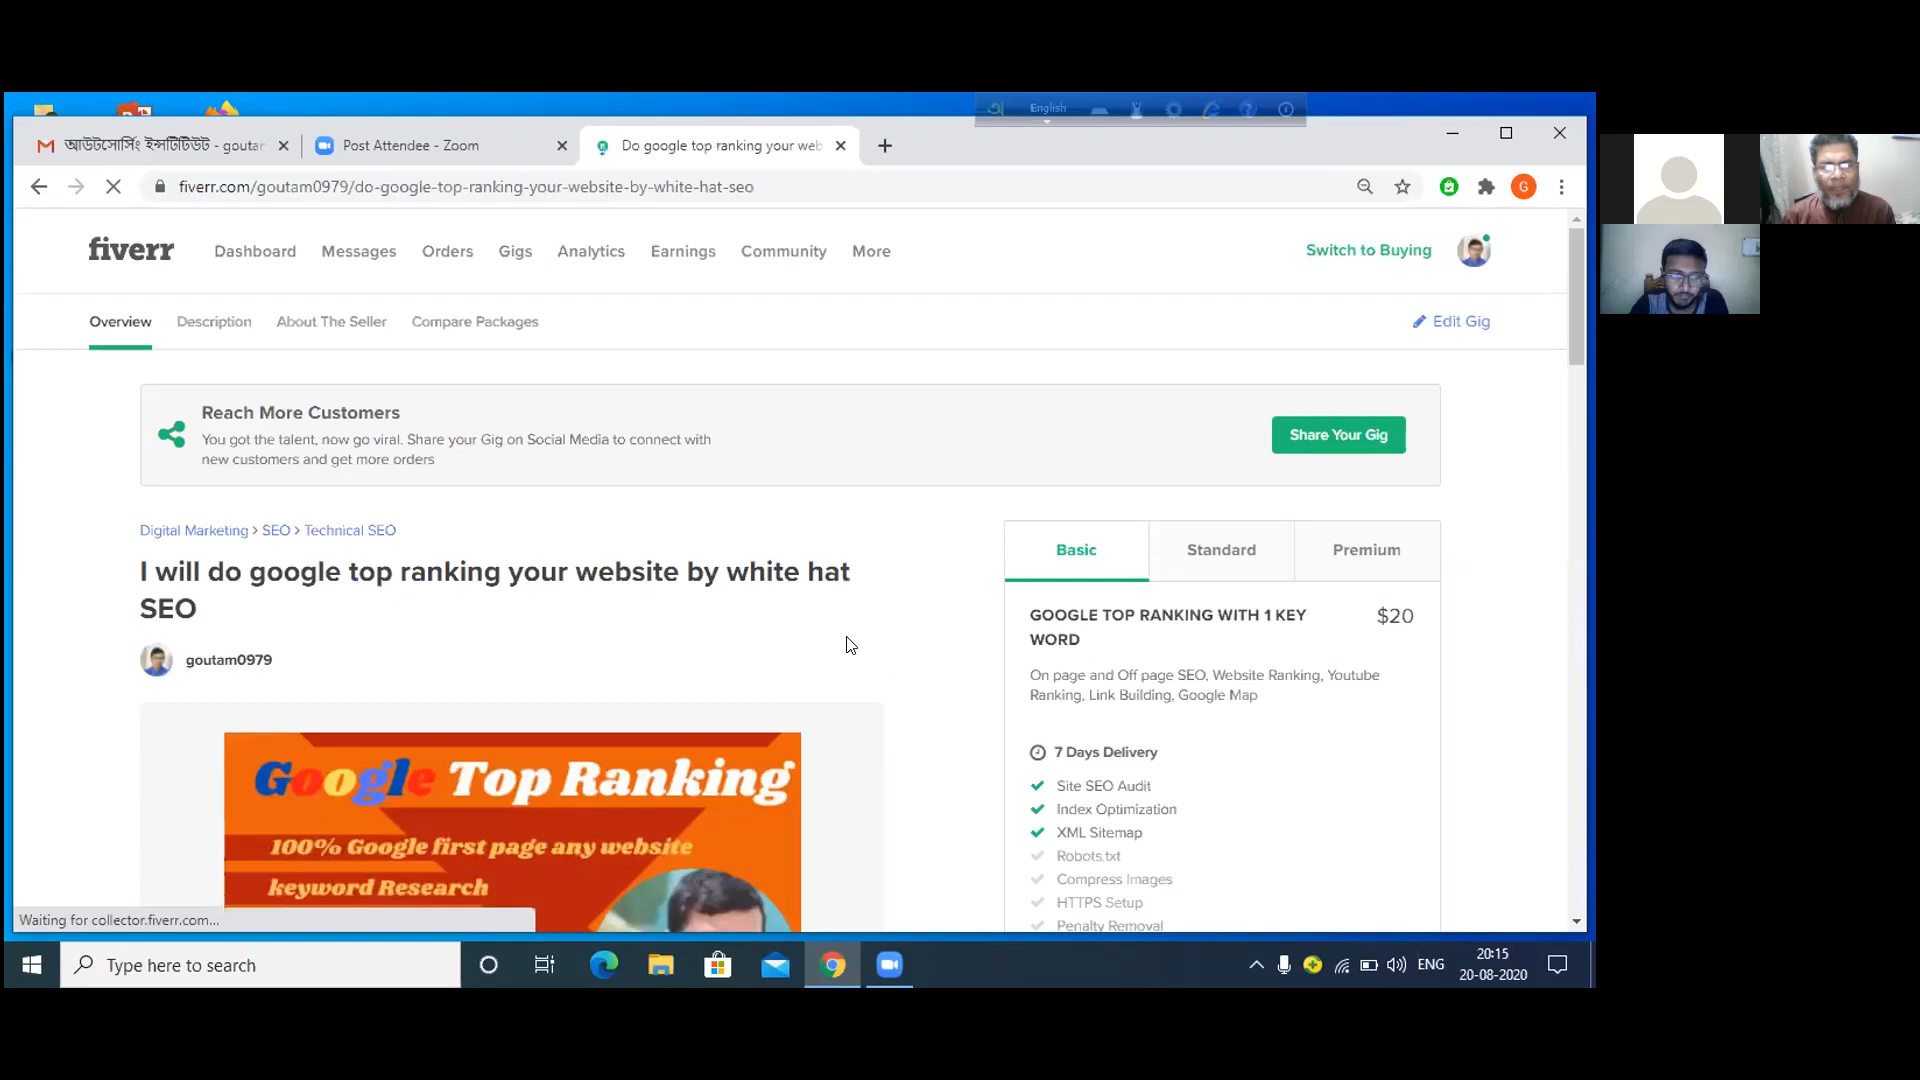 English
আউটসোর্সিং ইন্সটিটিউট - goutar
Post Attendee - Zoom
Do google top ranking your web
fiverr.com/goutam0979/do-google-top-ranking-your-website-by-white-hat-seo
G
fiverr
Dashboard
Messages
Orders
Gigs
Analytics
Earnings
Community
More
Switch to Buying
Overview
Description
About The Seller
Compare Packages
Edit Gig
Reach More Customers
You got the talent, now go viral. Share your Gig on Social Media to connect with
new customers and get more orders
Share Your Gig
Digital Marketing > SEO > Technical SEO
I will do google top ranking your website by white hat
SEO
goutam0979
Google Top Ranking
100% Google first page any website
keyword Research
Basic
Standard
Premium
GOOGLE TOP RANKING WITH 1 KEY
WORD
$20
On page and Off page SEO, Website Ranking, Youtube
Ranking, Link Building, Google Map
7 Days Delivery
Site SEO Audit
Index Optimization
XML Sitemap
Robots.txt
Compress Images
HTTPS Setup
Penalty Removal
Waiting for collector.fiverr.com...
Type here to search
ENG
20:15
20-08-2020